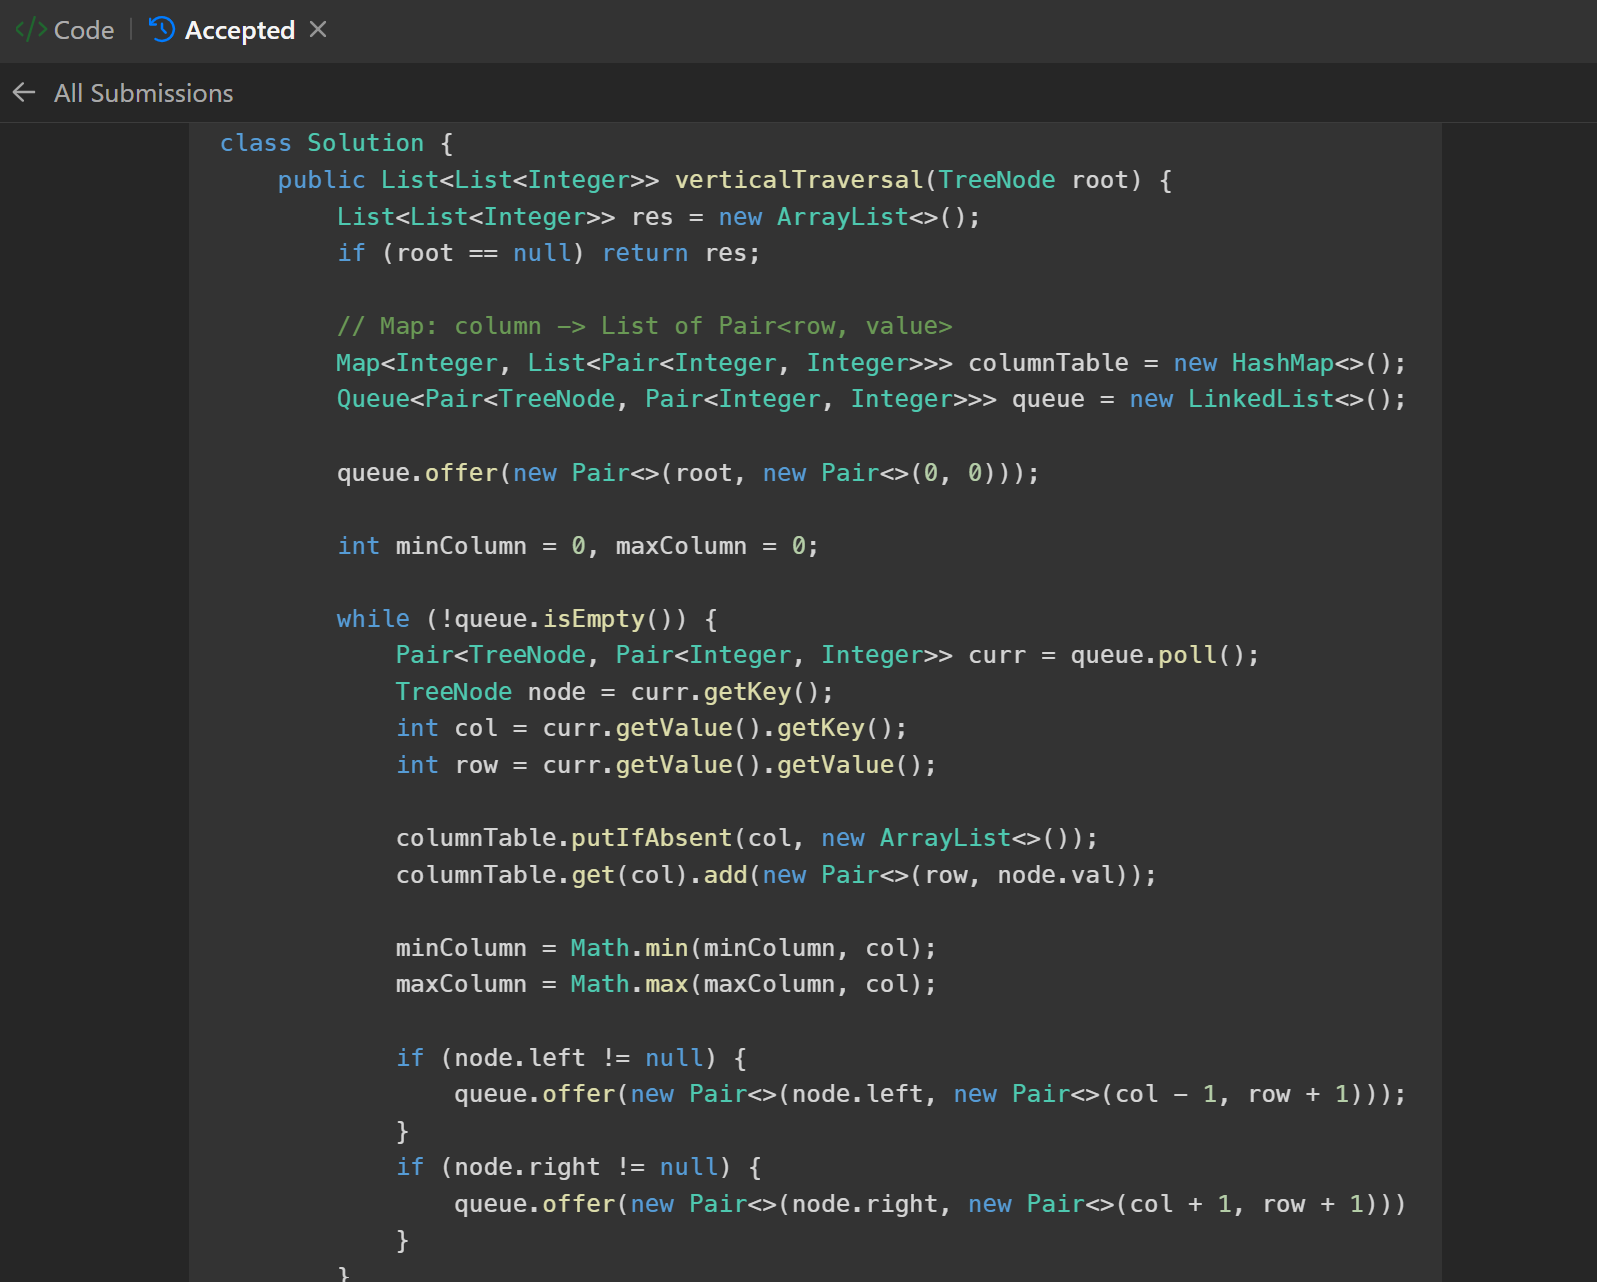 </> Code | Accepted ×
← All Submissions
class Solution {
    public List<List<Integer>> verticalTraversal(TreeNode root) {
        List<List<Integer>> res = new ArrayList<>();
        if (root == null) return res;

        // Map: column -> List of Pair<row, value>
        Map<Integer, List<Pair<Integer, Integer>>> columnTable = new HashMap<>();
        Queue<Pair<TreeNode, Pair<Integer, Integer>>> queue = new LinkedList<>();

        queue.offer(new Pair<>(root, new Pair<>(0, 0)));

        int minColumn = 0, maxColumn = 0;

        while (!queue.isEmpty()) {
            Pair<TreeNode, Pair<Integer, Integer>> curr = queue.poll();
            TreeNode node = curr.getKey();
            int col = curr.getValue().getKey();
            int row = curr.getValue().getValue();

            columnTable.putIfAbsent(col, new ArrayList<>());
            columnTable.get(col).add(new Pair<>(row, node.val));

            minColumn = Math.min(minColumn, col);
            maxColumn = Math.max(maxColumn, col);

            if (node.left != null) {
                queue.offer(new Pair<>(node.left, new Pair<>(col - 1, row + 1)));
            }
            if (node.right != null) {
                queue.offer(new Pair<>(node.right, new Pair<>(col + 1, row + 1)))
            }
        }